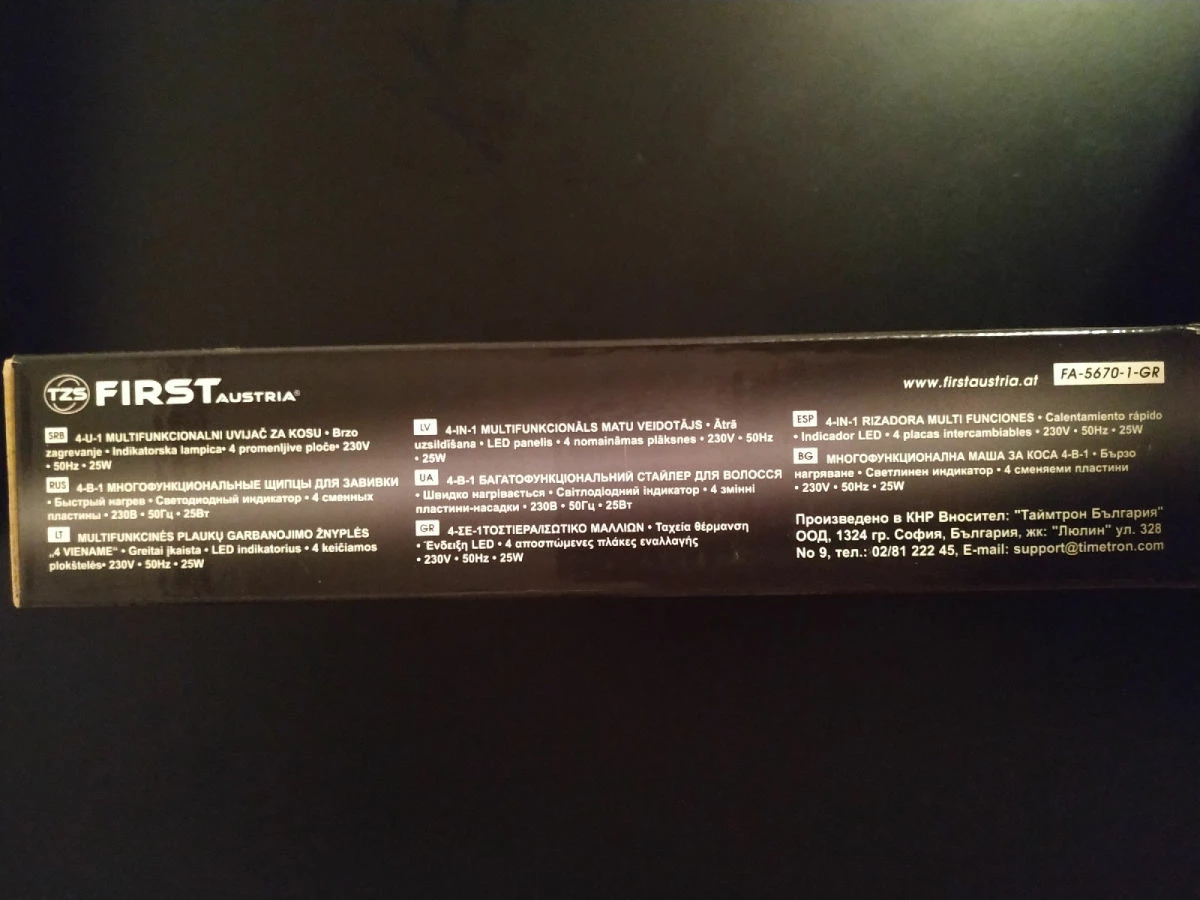 TZS FIRST AUSTRIA®
www.firstaustria.at FA-5670-1-GR
SRB 4-U-1 MULTIFUNKCIONALNI UVIJAČ ZA KOSU • Brzo
zagrevanje • Indikatorska lampica• 4 promenljive ploče• 230V
• 50Hz • 25W
RUS 4-В-1 МНОГОФУНКЦИОНАЛЬНЫЕ ЩИПЦЫ ДЛЯ ЗАВИВКИ
• Быстрый нагрев • Светодиодный индикатор • 4 сменных
пластины • 230В • 50Гц • 25Вт
LT MULTIFUNKCINĖS PLAUKŲ GARBANOJIMO ŽNYPLĖS
„4 VIENAME“ • Greitai įkaista • LED indikatorius • 4 keičiamos
plokštelės• 230V • 50Hz • 25W
LV 4-IN-1 MULTIFUNKCIONĀLS MATU VEIDOTĀJS • Ātrā
uzsildīšana • LED panelis • 4 nomaināmas plāksnes • 230V • 50Hz
• 25W
UA 4-В-1 БАГАТОФУНКЦІОНАЛЬНИЙ СТАЙЛЕР ДЛЯ ВОЛОССЯ
• Швидко нагрівається • Світлодіодний індикатор • 4 змінні
пластини-насадки • 230В • 50Гц • 25Вт
GR 4-ΣΕ-1ΤΟΣΤΙΕΡΑ/ΙΣΩΤΙΚΟ ΜΑΛΛΙΩΝ • Ταχεία θέρμανση
• Ένδειξη LED • 4 αποσπώμενες πλάκες εναλλαγής
• 230V • 50Hz • 25W
ESP 4-IN-1 RIZADORA MULTI FUNCIONES • Calentamiento rápido
• Indicador LED • 4 placas intercambiables • 230V • 50Hz • 25W
BG МНОГОФУНКЦИОНАЛНА МАША ЗА КОСА 4-В-1 • Бързо
нагряване • Светлинен индикатор • 4 сменяеми пластини
• 230V • 50Hz • 25W
Произведено в КНР Вносител: "Таймтрон България"
ООД, 1324 гр. София, България, жк: "Люлин" ул. 328
No 9, тел.: 02/81 222 45, E-mail: support@timetron.com